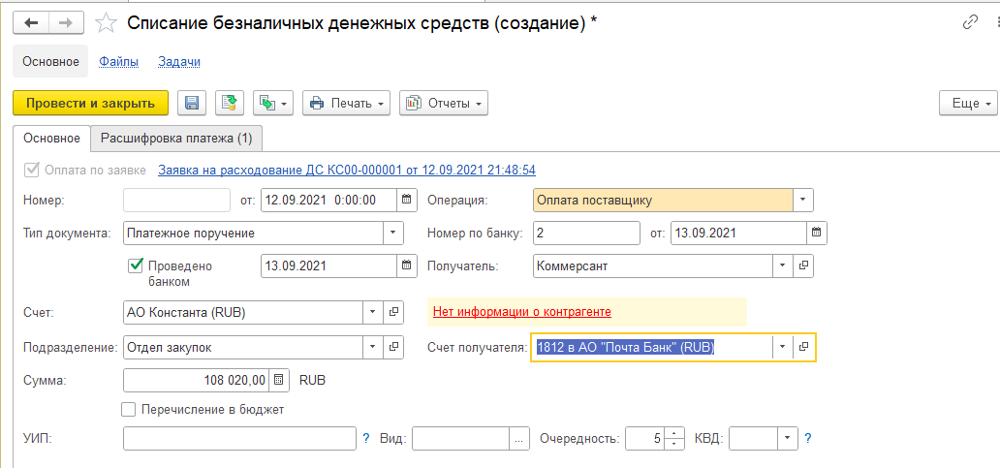 Списание безналичных денежных средств (создание) *
Основное Файлы Задачи
Провести и закрыть Печать Отчеты Еще
Основное Расшифровка платежа (1)
Оплата по заявке Заявка на расходование ДС КС00-000001 от 12.09.2021 21:48:54
Номер: от: 12.09.2021 0:00:00 Операция: Оплата поставщику
Тип документа: Платежное поручение Номер по банку: 2 от: 13.09.2021
Проведено банком 13.09.2021 Получатель: Коммерсант
Счет: АО Константа (RUB) Нет информации о контрагенте
Подразделение: Отдел закупок Счет получателя: 1812 в АО "Почта Банк" (RUB)
Сумма: 108 020,00 RUB
Перечисление в бюджет
УИП: ? Вид: ... Очередность: 5 КВД: ?